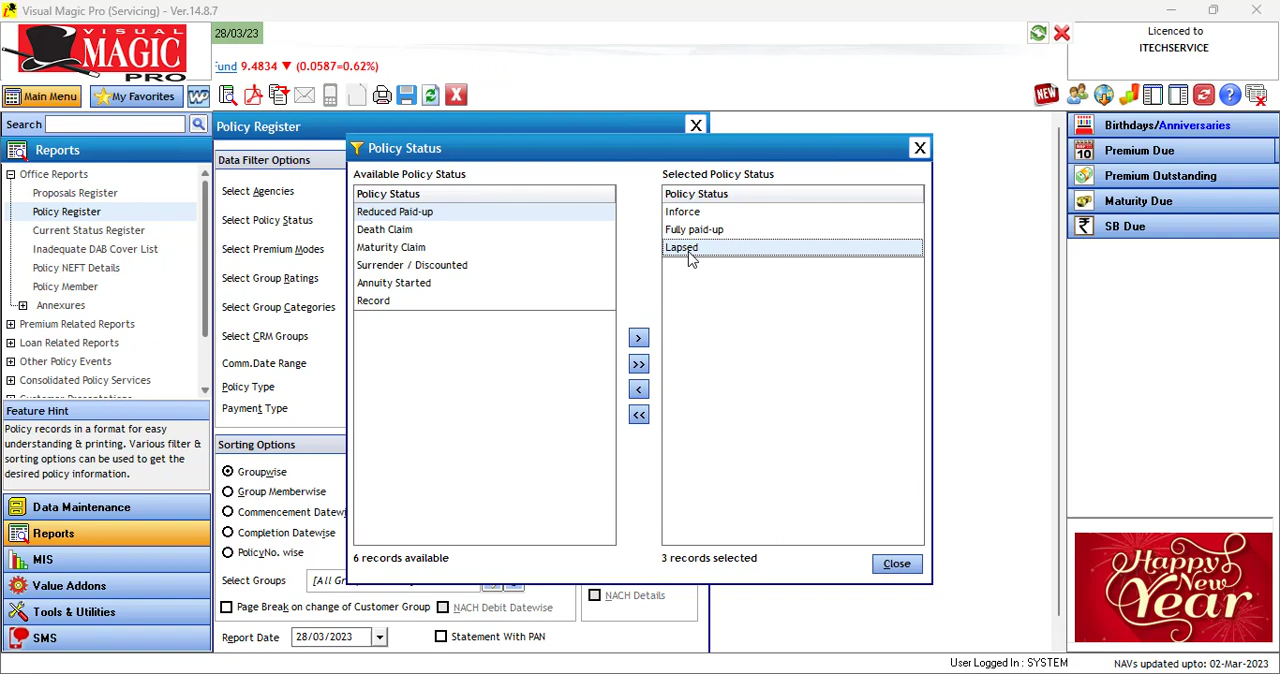 Visual Magic Pro (Servicing) - Ver.14.8.7
VISUAL
MAGIC
PRO
28/03/23
Fund 9.4834 ▼ (0.0587=0.62%)
Licenced to
ITECHSERVICE
Main Menu
My Favorites
NEW
Search
Reports
Office Reports
Proposals Register
Policy Register
Current Status Register
Inadequate DAB Cover List
Policy NEFT Details
Policy Member
Annexures
Premium Related Reports
Loan Related Reports
Other Policy Events
Consolidated Policy Services
Feature Hint
Policy records in a format for easy
understanding & printing. Various filter &
sorting options can be used to get the
desired policy information.
Data Maintenance
Reports
MIS
Value Addons
Tools & Utilities
SMS
Policy Register
X
Data Filter Options
Select Agencies
Select Policy Status
Select Premium Modes
Select Group Ratings
Select Group Categories
Select CRM Groups
Comm.Date Range
Policy Type
Payment Type
Sorting Options
Groupwise
Group Memberwise
Commencement Datewi
Completion Datewise
PolicyNo. wise
Select Groups
[All Gr
Page Break on change of Customer Group
NACH Debit Datewise
NACH Details
Report Date 28/03/2023
Statement With PAN
Policy Status
X
Available Policy Status
Policy Status
Reduced Paid-up
Death Claim
Maturity Claim
Surrender / Discounted
Annuity Started
Record
6 records available
>
>>
<
<<
Selected Policy Status
Policy Status
Inforce
Fully paid-up
Lapsed
3 records selected
Close
Birthdays/Anniversaries
10 Premium Due
Premium Outstanding
Maturity Due
₹ SB Due
Happy
New
Year
User Logged In : SYSTEM
NAVs updated upto: 02-Mar-2023